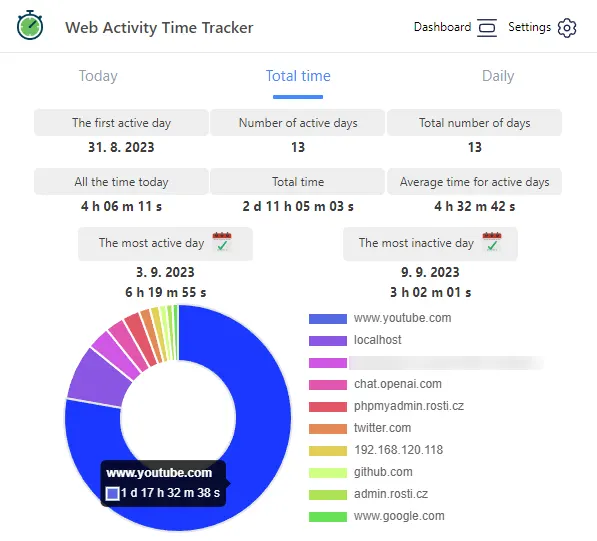 Web Activity Time Tracker
Dashboard
Settings
Today
Total time
Daily
The first active day
Number of active days
Total number of days
31. 8. 2023
13
13
All the time today
Total time
Average time for active days
4 h 06 m 11 s
2 d 11 h 05 m 03 s
4 h 32 m 42 s
The most active day
The most inactive day
3. 9. 2023
9. 9. 2023
6 h 19 m 55 s
3 h 02 m 01 s
www.youtube.com
localhost
chat.openai.com
phpmyadmin.rosti.cz
twitter.com
192.168.120.118
github.com
admin.rosti.cz
www.google.com
www.youtube.com
1 d 17 h 32 m 38 s